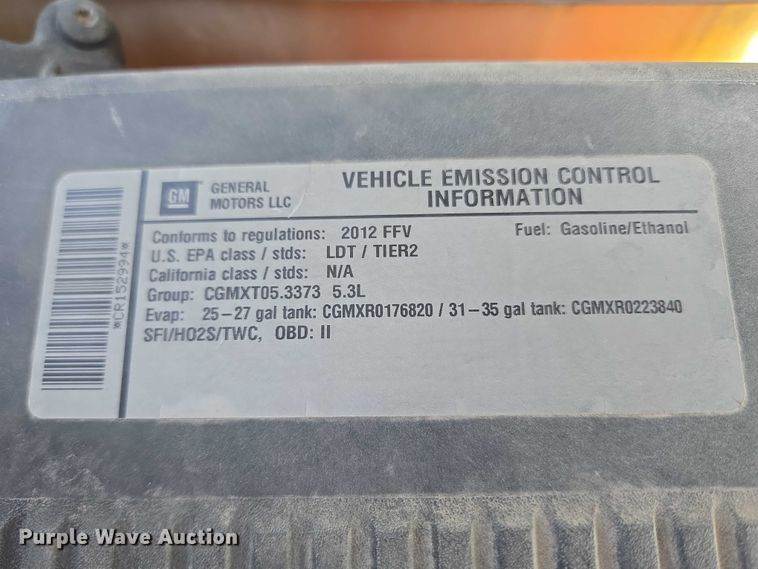 *CR152994*
GM
GENERAL
MOTORS LLC
VEHICLE EMISSION CONTROL
INFORMATION
Conforms to regulations: 2012 FFV
Fuel: Gasoline/Ethanol
U.S. EPA class / stds: LDT / TIER2
California class / stds: N/A
Group: CGMXT05.3373 5.3L
Evap: 25–27 gal tank: CGMXR0176820 / 31–35 gal tank: CGMXR0223840
SFI/HO2S/TWC, OBD: II
Purple Wave Auction